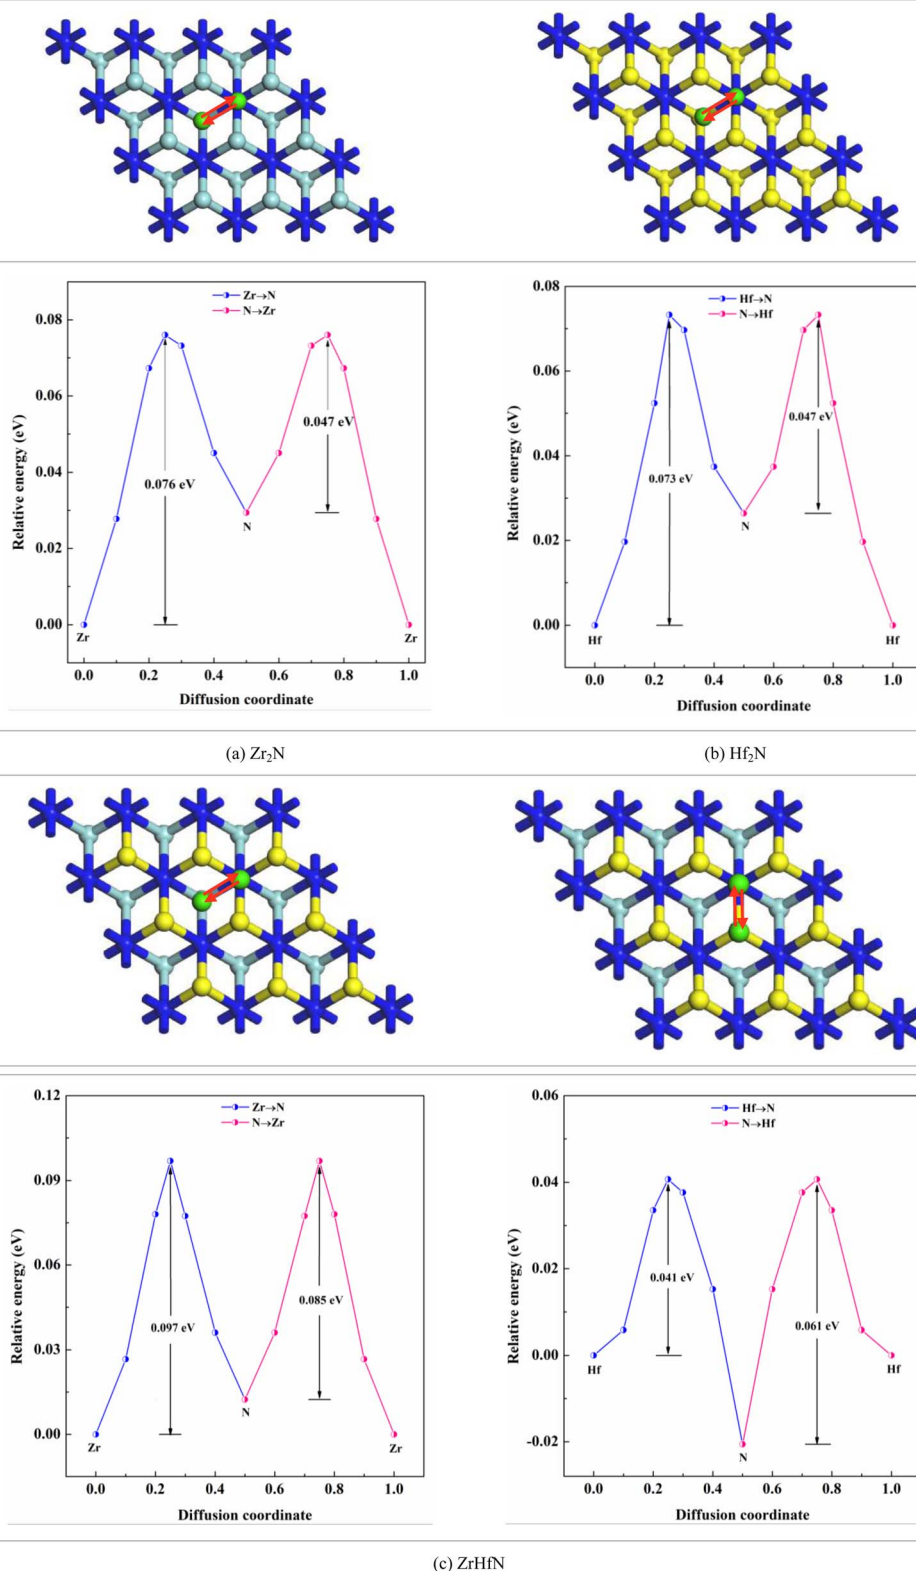 Zr→N
N→Zr
0.08
0.06
0.04
0.02
0.00
Relative energy (eV)
0.076 eV
0.047 eV
N
Zr
Zr
0.0 0.2 0.4 0.6 0.8 1.0
Diffusion coordinate
Hf→N
N→Hf
0.08
0.06
0.04
0.02
0.00
Relative energy (eV)
0.073 eV
0.047 eV
N
Hf
Hf
0.0 0.2 0.4 0.6 0.8 1.0
Diffusion coordinate
(a) Zr₂N
(b) Hf₂N
Zr→N
N→Zr
0.12
0.09
0.06
0.03
0.00
Relative energy (eV)
0.097 eV
0.085 eV
N
Zr
Zr
0.0 0.2 0.4 0.6 0.8 1.0
Diffusion coordinate
Hf→N
N→Hf
0.06
0.04
0.02
0.00
-0.02
Relative energy (eV)
0.041 eV
0.061 eV
Hf
Hf
N
0.0 0.2 0.4 0.6 0.8 1.0
Diffusion coordinate
(c) ZrHfN